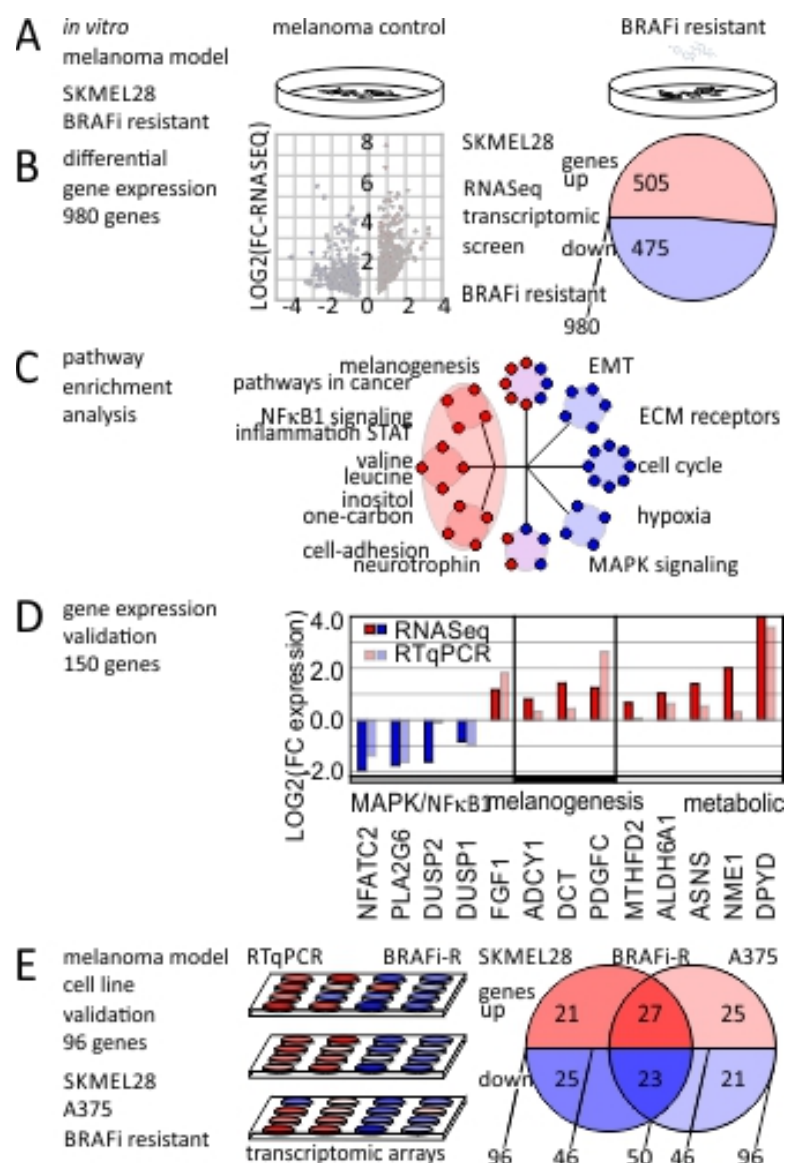 A
in vitro
melanoma model
SKMEL28
BRAFi resistant
melanoma control
BRAFi resistant
B
differential
gene expression
980 genes
LOG2(FC-RNASEQ)
8
6
4
2
-4 -2 0 2 4
SKMEL28
RNASeq
transcriptomic
screen
BRAFi resistant
genes
up
505
down
475
980
C
pathway
enrichment
analysis
melanogenesis
pathways in cancer
NFκB1 signaling
inflammation STAT
valine
leucine
inositol
one-carbon
cell-adhesion
neurotrophin
EMT
ECM receptors
cell cycle
hypoxia
MAPK signaling
D
gene expression
validation
150 genes
LOG2(FC expression)
4.0
2.0
0.0
-2.0
RNASeq
RTqPCR
MAPK/NFκB1
melanogenesis
metabolic
NFATC2
PLA2G6
DUSP2
DUSP1
FGF1
ADCY1
DCT
PDGFC
MTHFD2
ALDH6A1
ASNS
NME1
DPYD
E
melanoma model
cell line
validation
96 genes
SKMEL28
A375
BRAFi resistant
RTqPCR BRAFi-R
transcriptomic arrays
SKMEL28 BRAFi-R A375
genes
up
21 27 25
down
25 23 21
96 46 50 46 96